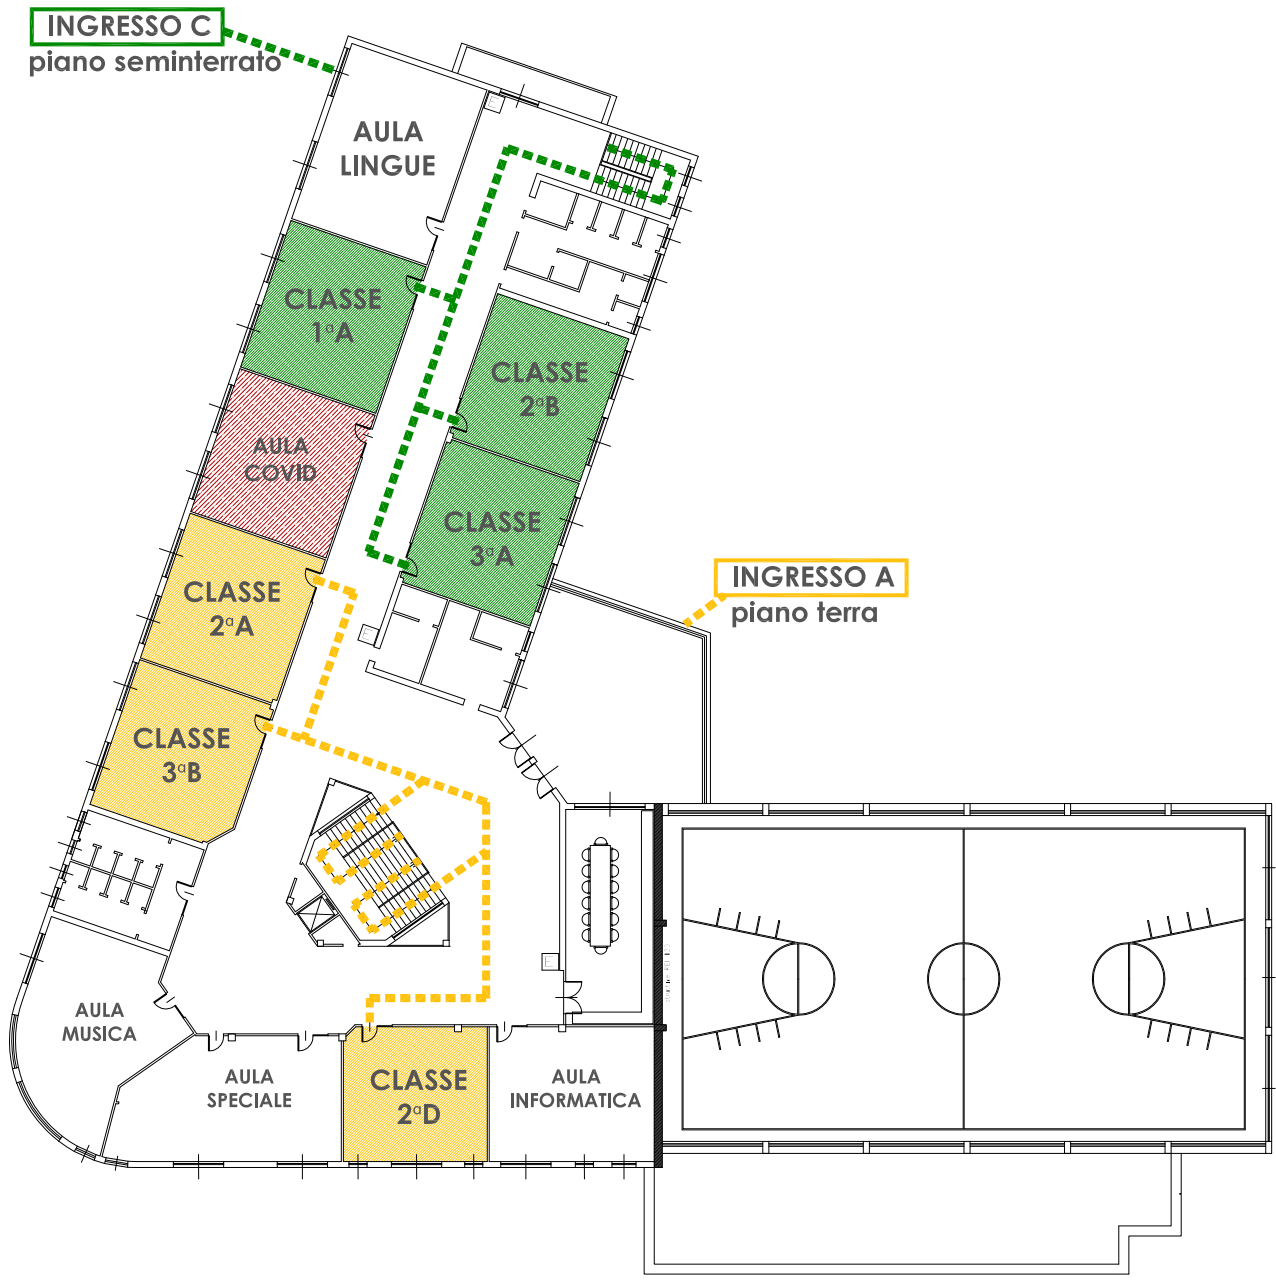 INGRESSO C
piano seminterrato
AULA
LINGUE
CLASSE
1ªA
CLASSE
2ªB
AULA
COVID
CLASSE
3ªA
CLASSE
2ªA
INGRESSO A
piano terra
CLASSE
3ªB
AULA
MUSICA
AULA
SPECIALE
CLASSE
2ªD
AULA
INFORMATICA